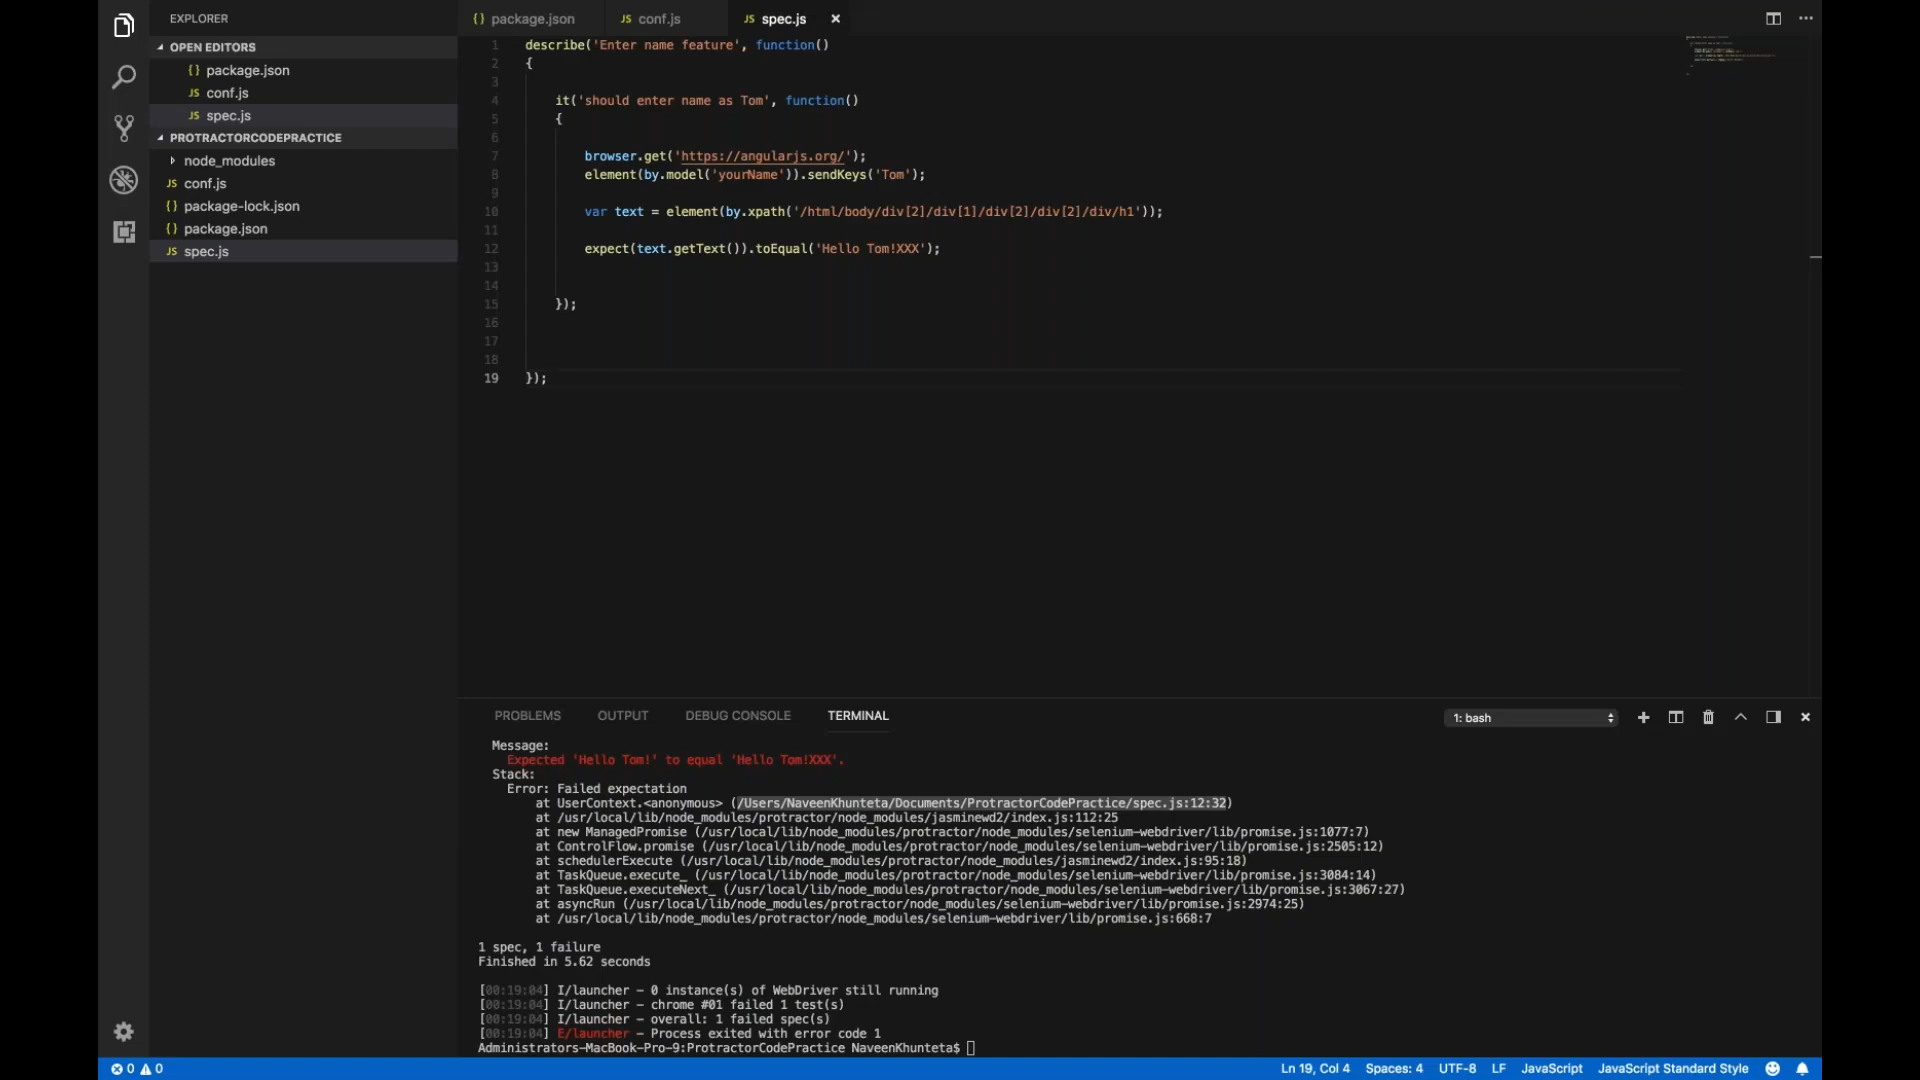 EXPLORER
OPEN EDITORS
{} package.json
JS conf.js
JS spec.js
PROTRACTORCODEPRACTICE
node_modules
JS conf.js
{} package-lock.json
{} package.json
JS spec.js
{} package.json JS conf.js JS spec.js ×
1 describe('Enter name feature', function()
2 {
3
4 it('should enter name as Tom', function()
5 {
6
7 browser.get('https://angularjs.org/');
8 element(by.model('yourName')).sendKeys('Tom');
9
10 var text = element(by.xpath('/html/body/div[2]/div[1]/div[2]/div[2]/div/h1'));
11
12 expect(text.getText()).toEqual('Hello Tom!XXX');
13
14
15 });
16
17
18
19 });
PROBLEMS OUTPUT DEBUG CONSOLE TERMINAL 1: bash
Message:
Expected 'Hello Tom!' to equal 'Hello Tom!XXX'.
Stack:
Error: Failed expectation
at UserContext.<anonymous> (/Users/NaveenKhunteta/Documents/ProtractorCodePractice/spec.js:12:32)
at /usr/local/lib/node_modules/protractor/node_modules/jasminewd2/index.js:112:25
at new ManagedPromise (/usr/local/lib/node_modules/protractor/node_modules/selenium-webdriver/lib/promise.js:1077:7)
at ControlFlow.promise (/usr/local/lib/node_modules/protractor/node_modules/selenium-webdriver/lib/promise.js:2505:12)
at schedulerExecute (/usr/local/lib/node_modules/protractor/node_modules/jasminewd2/index.js:95:18)
at TaskQueue.execute_ (/usr/local/lib/node_modules/protractor/node_modules/selenium-webdriver/lib/promise.js:3084:14)
at TaskQueue.executeNext_ (/usr/local/lib/node_modules/protractor/node_modules/selenium-webdriver/lib/promise.js:3067:27)
at asyncRun (/usr/local/lib/node_modules/protractor/node_modules/selenium-webdriver/lib/promise.js:2974:25)
at /usr/local/lib/node_modules/protractor/node_modules/selenium-webdriver/lib/promise.js:668:7
1 spec, 1 failure
Finished in 5.62 seconds
[00:19:04] I/launcher - 0 instance(s) of WebDriver still running
[00:19:04] I/launcher - chrome #01 failed 1 test(s)
[00:19:04] I/launcher - overall: 1 failed spec(s)
[00:19:04] E/launcher - Process exited with error code 1
Administrators-MacBook-Pro-9:ProtractorCodePractice NaveenKhunteta$
0 0 Ln 19, Col 4 Spaces: 4 UTF-8 LF JavaScript JavaScript Standard Style